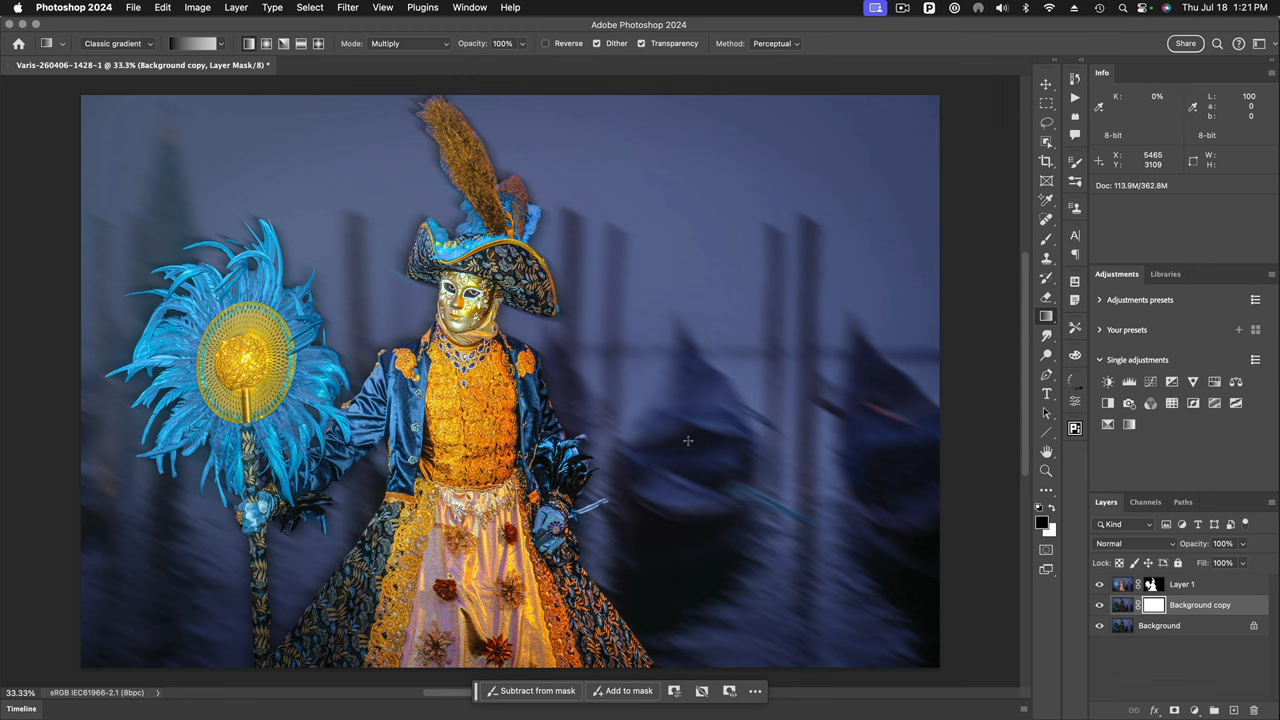 Photoshop 2024 File Edit Image Layer Type Select Filter View Plugins Window Help Thu Jul 18 1:21 PM
Adobe Photoshop 2024
Classic gradient Mode: Multiply Opacity: 100% Reverse Dither Transparency Method: Perceptual Share
Varis-260406-1428-1 @ 33.3% (Background copy, Layer Mask/8) *
Info
K: 0% L: 100
a: 0
b: 0
8-bit 8-bit
X: 5465 W:
Y: 3109 H:
Doc: 113.9M/362.8M
Adjustments Libraries
Adjustments presets
Your presets
Single adjustments
Layers Channels Paths
Kind
Normal Opacity: 100%
Lock: Fill: 100%
Layer 1
Background copy
Background
Subtract from mask Add to mask
33.33% sRGB IEC61966-2.1 (8bpc)
Timeline